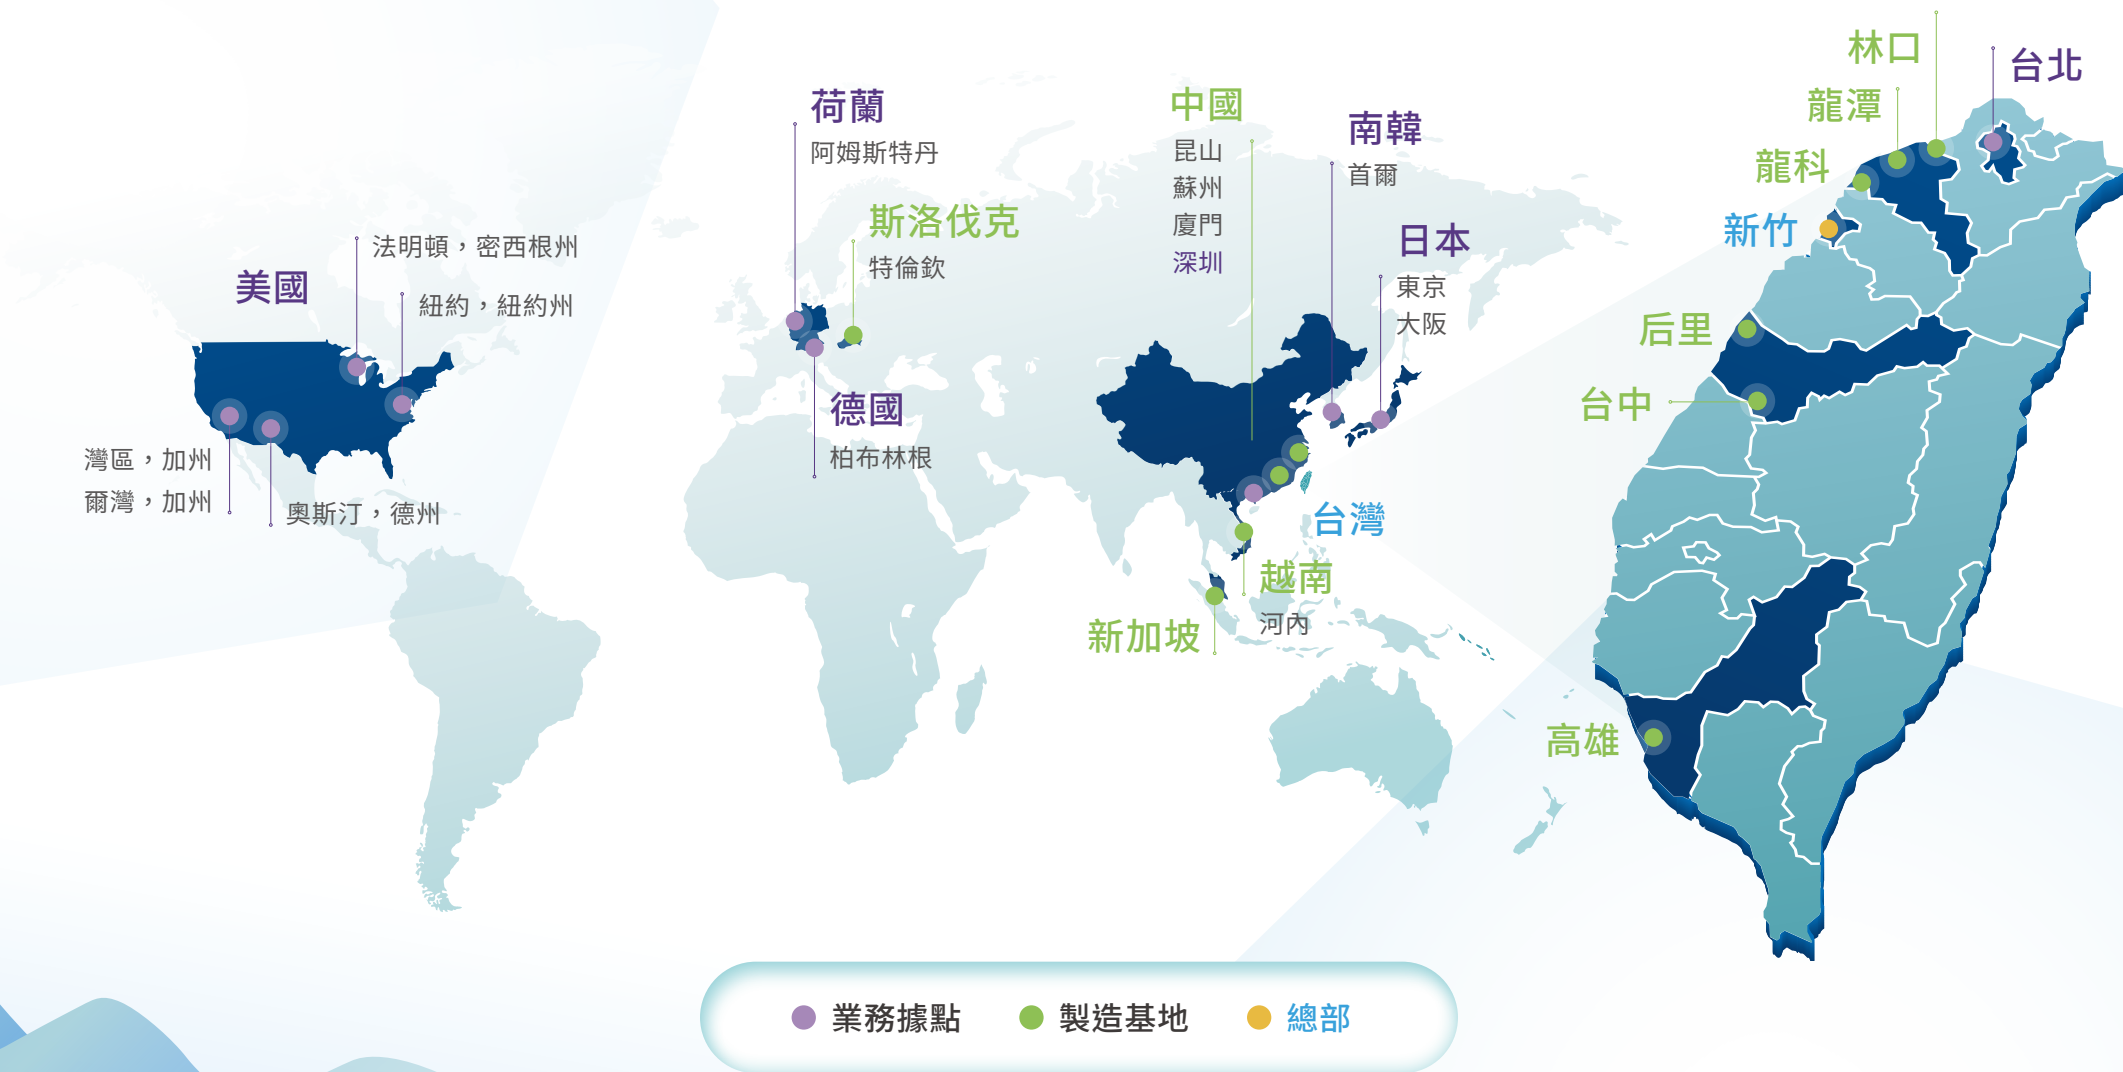 美國
法明頓，密西根州
紐約，紐約州
灣區，加州
爾灣，加州
奧斯汀，德州
荷蘭
阿姆斯特丹
斯洛伐克
特倫欽
德國
柏布林根
中國
昆山
蘇州
廈門
深圳
南韓
首爾
日本
東京
大阪
台灣
越南
河內
新加坡
林口
台北
龍潭
龍科
新竹
后里
台中
高雄
業務據點
製造基地
總部